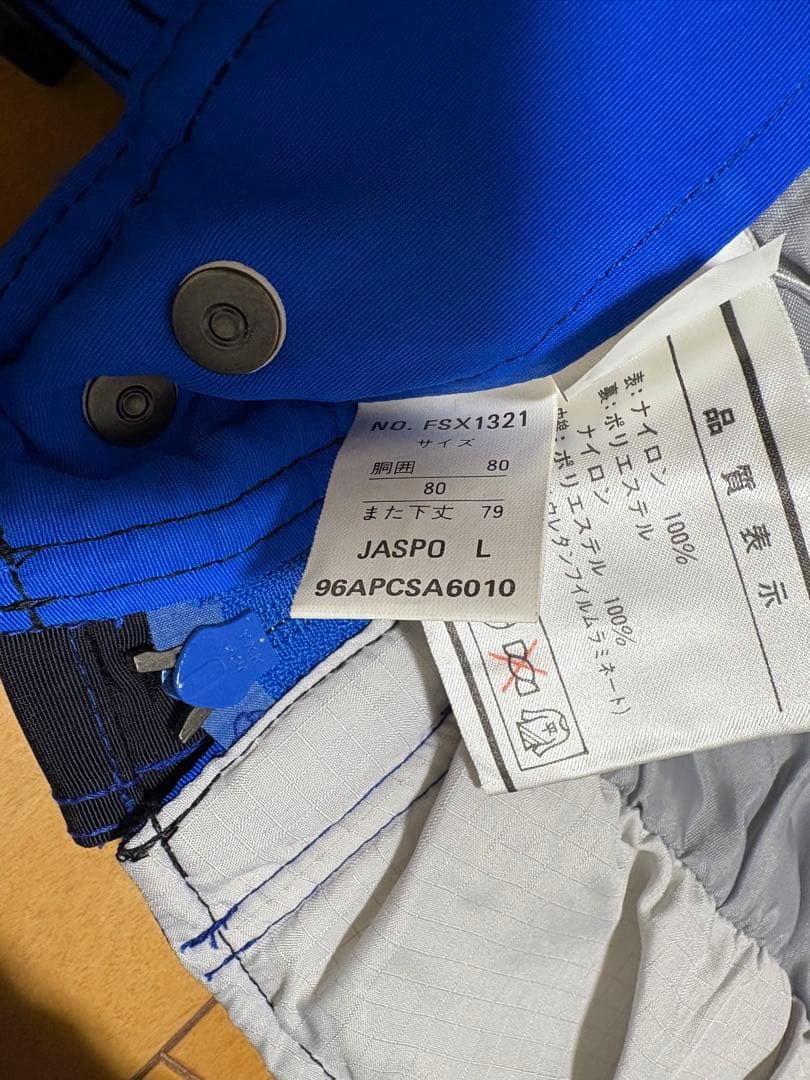 NO. FSX1321
サイズ
胴囲 80
80
また下丈 79
JASPO L
96APCSA6010
品質表示
表: ナイロン 100%
裏: ポリエステル
ナイロン
ポリエステル 100%
ウレタンフィルムラミネート)
平